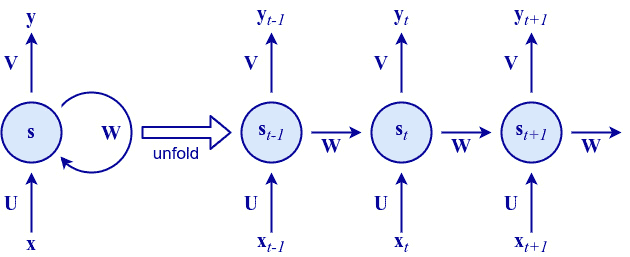 y y_{t-1} y_t y_{t+1}
V V V V
s W s_{t-1} s_t s_{t+1}
unfold W W W
U U U U
x x_{t-1} x_t x_{t+1}